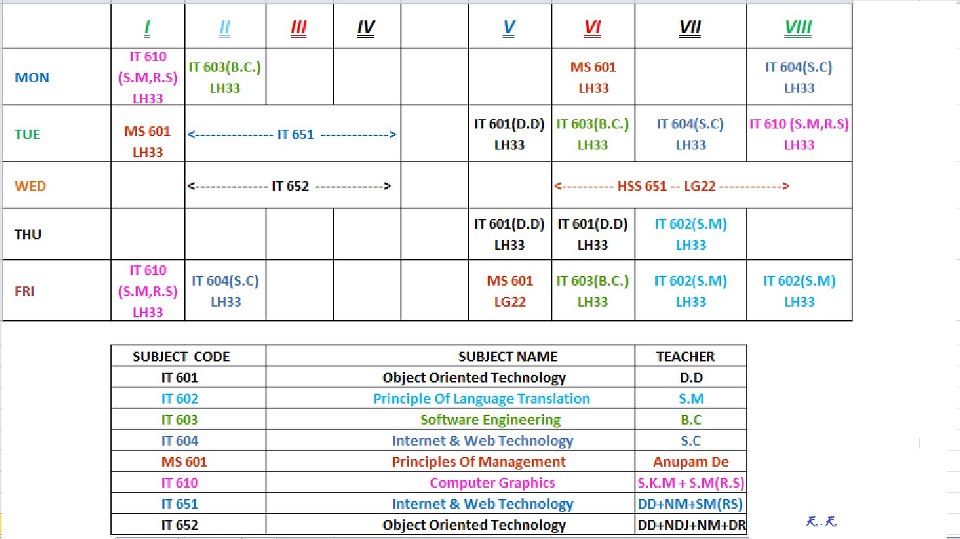 I II III IV V VI VII VIII
MON IT 610 (S.M,R.S) LH33 IT 603(B.C.) LH33 MS 601 LH33 IT 604(S.C) LH33
TUE MS 601 LH33 <--------------- IT 651 -------------> IT 601(D.D) LH33 IT 603(B.C.) LH33 IT 604(S.C) LH33 IT 610 (S.M,R.S) LH33
WED <-------------- IT 652 -------------> <---------- HSS 651 -- LG22 ------------>
THU IT 601(D.D) LH33 IT 601(D.D) LH33 IT 602(S.M) LH33
FRI IT 610 (S.M,R.S) LH33 IT 604(S.C) LH33 MS 601 LG22 IT 603(B.C.) LH33 IT 602(S.M) LH33 IT 602(S.M) LH33
SUBJECT CODE SUBJECT NAME TEACHER
IT 601 Object Oriented Technology D.D
IT 602 Principle Of Language Translation S.M
IT 603 Software Engineering B.C
IT 604 Internet & Web Technology S.C
MS 601 Principles Of Management Anupam De
IT 610 Computer Graphics S.K.M + S.M(R.S)
IT 651 Internet & Web Technology DD+NM+SM(RS)
IT 652 Object Oriented Technology DD+NDJ+NM+DR